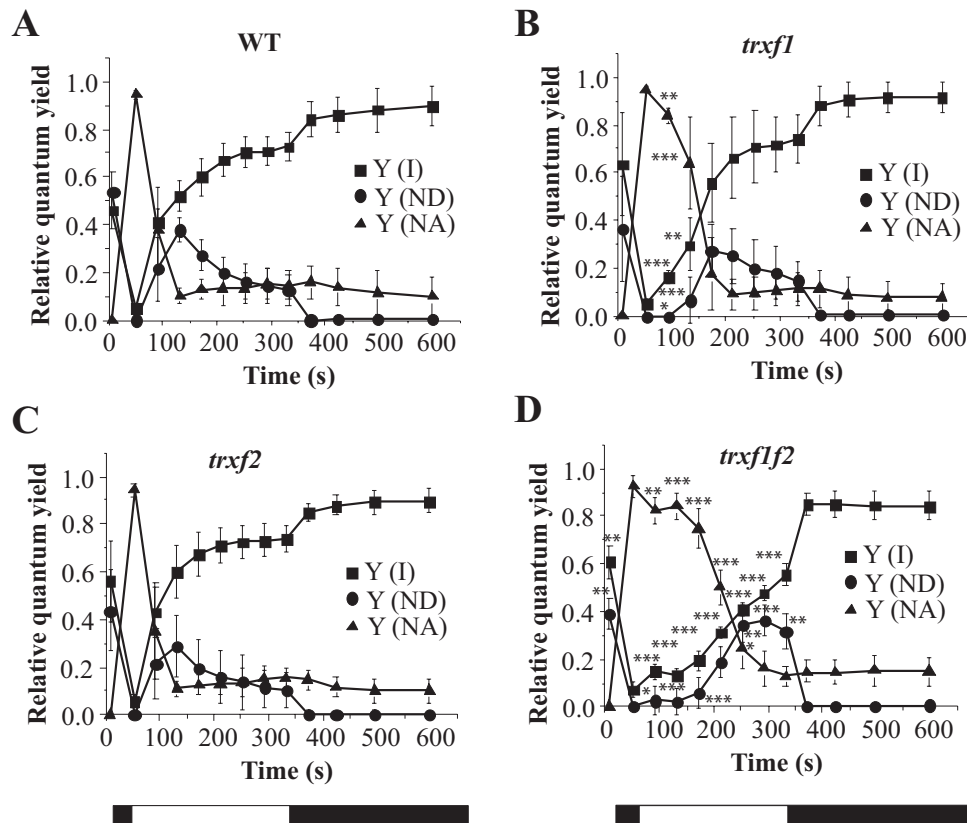 A
WT
Relative quantum yield
1.0
0.8
0.6
0.4
0.2
0.0
■ Y (I)
● Y (ND)
▲ Y (NA)
0 100 200 300 400 500 600
Time (s)
B
trxf1
Relative quantum yield
1.0
0.8
0.6
0.4
0.2
0.0
**
***
**
***
***
*
■ Y (I)
● Y (ND)
▲ Y (NA)
0 100 200 300 400 500 600
Time (s)
C
trxf2
Relative quantum yield
1.0
0.8
0.6
0.4
0.2
0.0
■ Y (I)
● Y (ND)
▲ Y (NA)
0 100 200 300 400 500 600
Time (s)
D
trxf1f2
Relative quantum yield
1.0
0.8
0.6
0.4
0.2
0.0
** *** ***
**
***
***
***
***
***
***
**
***
***
***
**
**
**
*
***
***
■ Y (I)
● Y (ND)
▲ Y (NA)
0 100 200 300 400 500 600
Time (s)